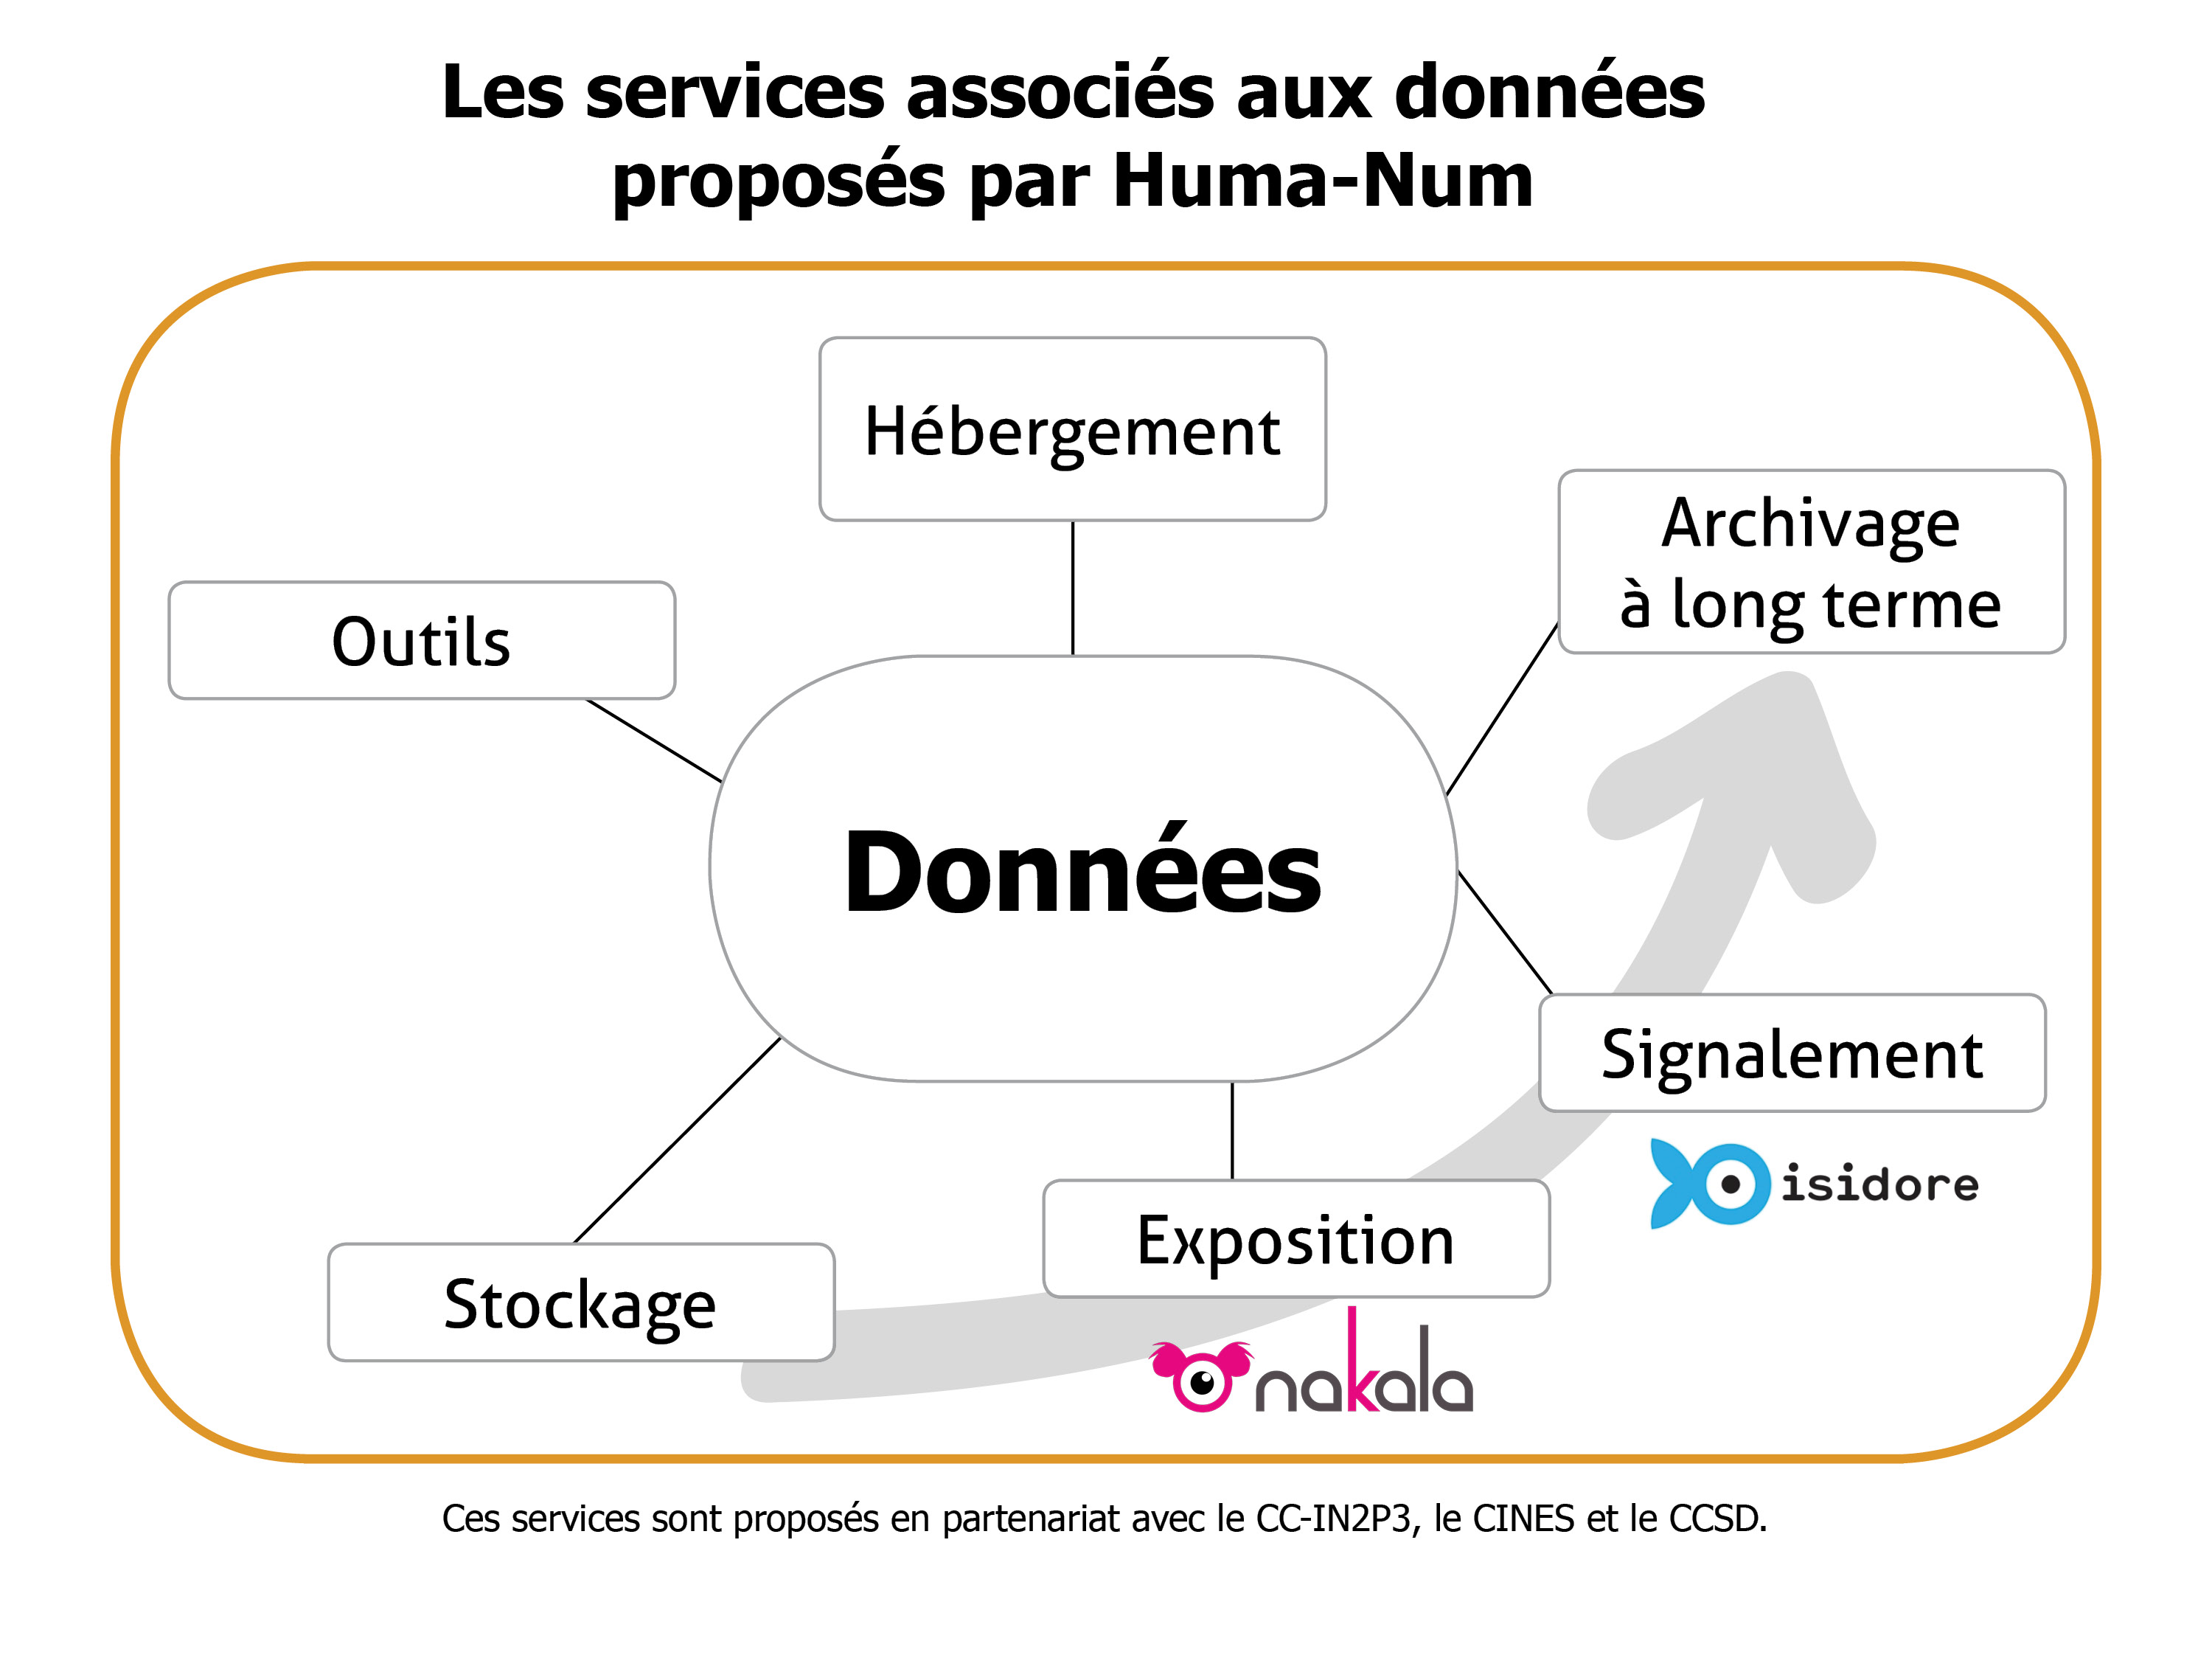 Les services associés aux données
proposés par Huma-Num
Hébergement
Archivage
à long terme
Outils
Données
Signalement
isidore
Exposition
Stockage
nakala
Ces services sont proposés en partenariat avec le CC-IN2P3, le CINES et le CCSD.